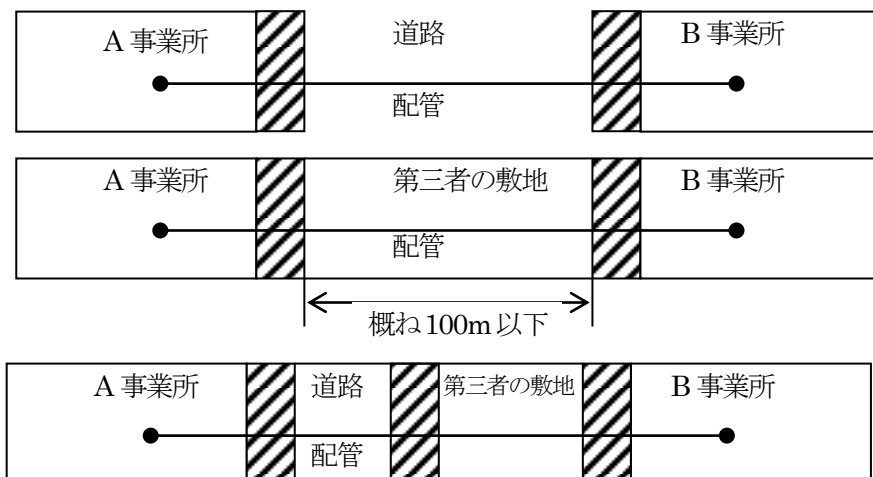 A 事業所 道路 B 事業所
配管
A 事業所 第三者の敷地 B 事業所
配管
概ね 100m 以下
A 事業所 道路 第三者の敷地 B 事業所
配管